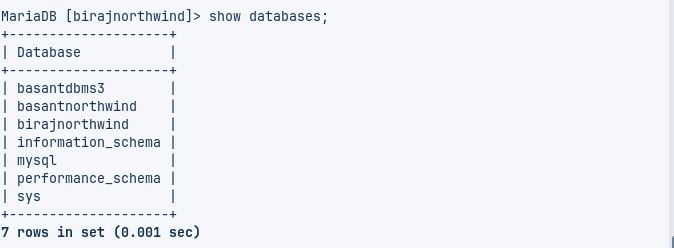 MariaDB [birajnorthwind]> show databases;
+--------------------+
| Database           |
+--------------------+
| basantdbms3        |
| basantnorthwind    |
| birajnorthwind     |
| information_schema |
| mysql              |
| performance_schema |
| sys                |
+--------------------+
7 rows in set (0.001 sec)